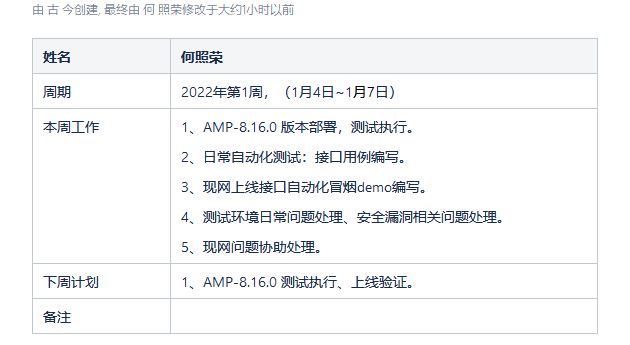 由 古 今创建, 最终由 何 照荣修改于大约1小时以前
姓名 何照荣
周期 2022年第1周，（1月4日~1月7日）
本周工作 1、AMP-8.16.0 版本部署，测试执行。
2、日常自动化测试：接口用例编写。
3、现网上线接口自动化冒烟demo编写。
4、测试环境日常问题处理、安全漏洞相关问题处理。
5、现网问题协助处理。
下周计划 1、AMP-8.16.0 测试执行、上线验证。
备注